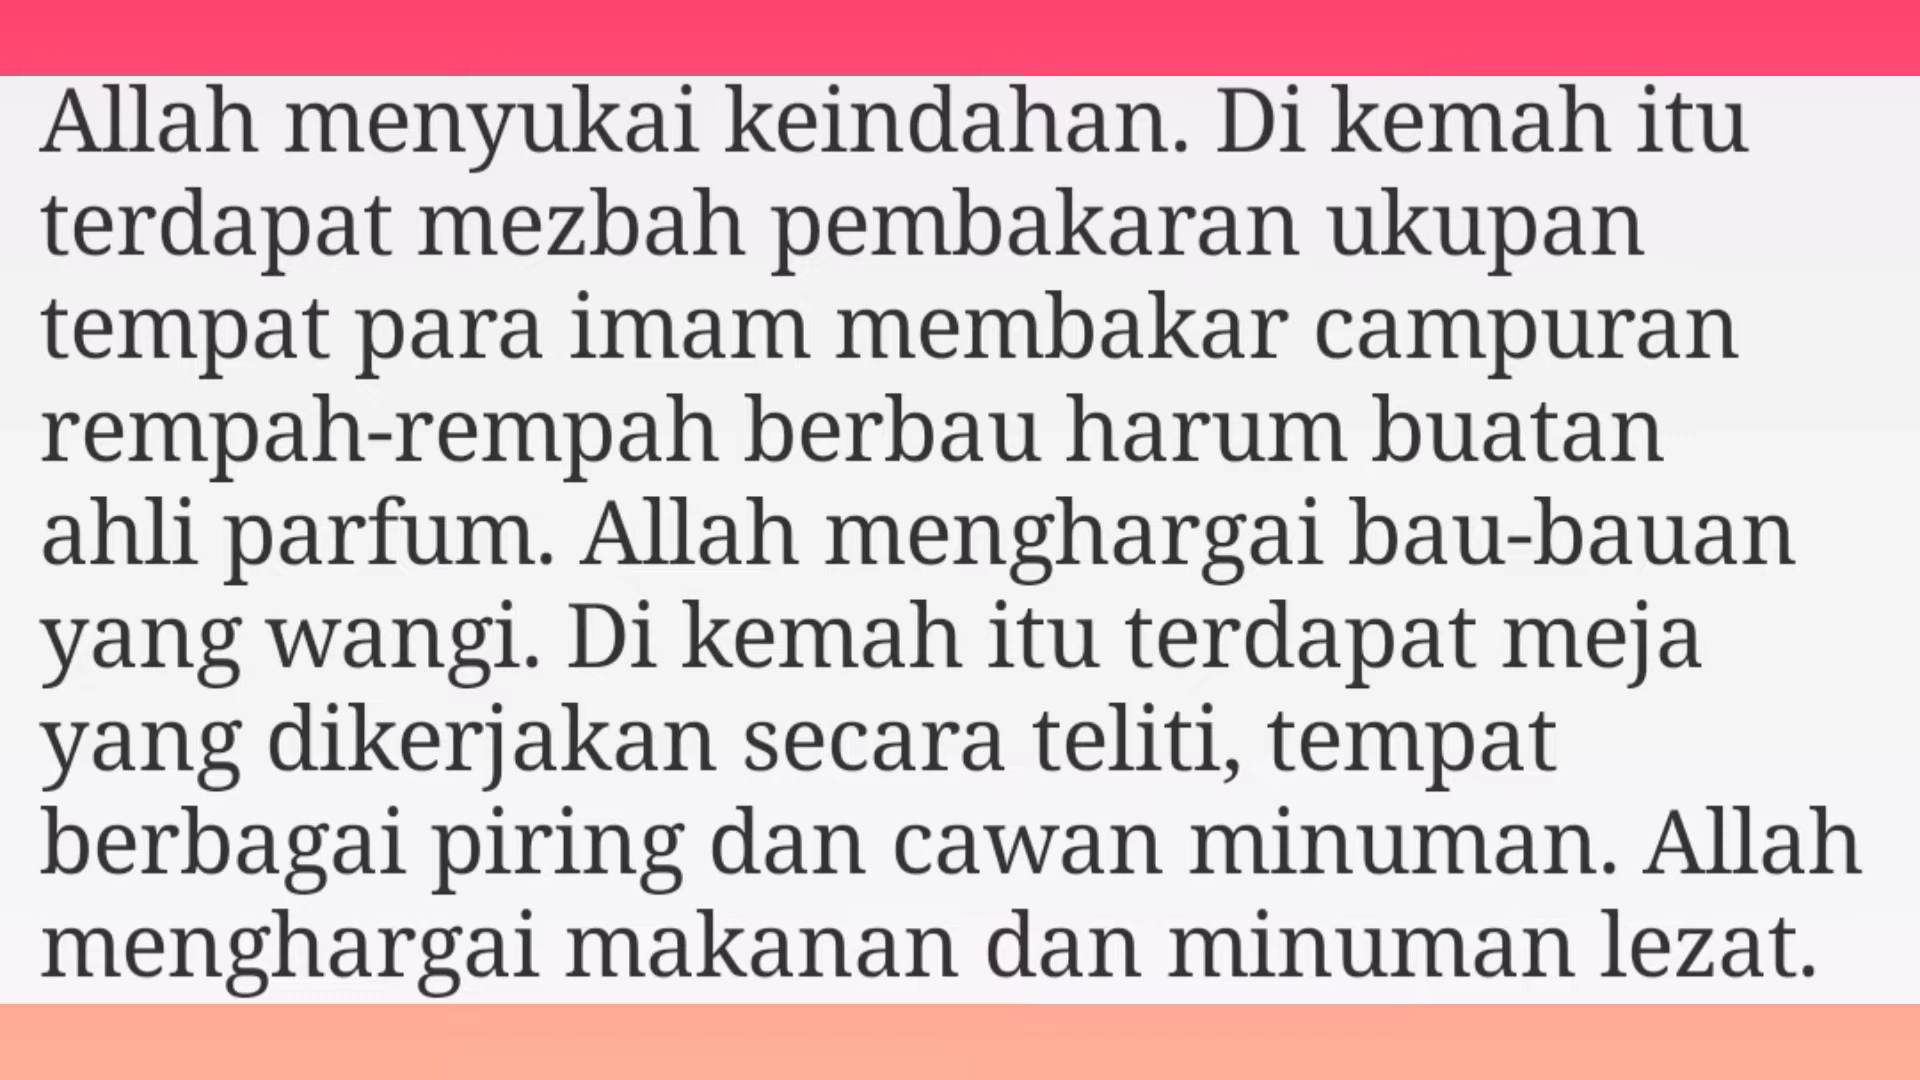 Allah menyukai keindahan. Di kemah itu
terdapat mezbah pembakaran ukupan
tempat para imam membakar campuran
rempah-rempah berbau harum buatan
ahli parfum. Allah menghargai bau-bauan
yang wangi. Di kemah itu terdapat meja
yang dikerjakan secara teliti, tempat
berbagai piring dan cawan minuman. Allah
menghargai makanan dan minuman lezat.